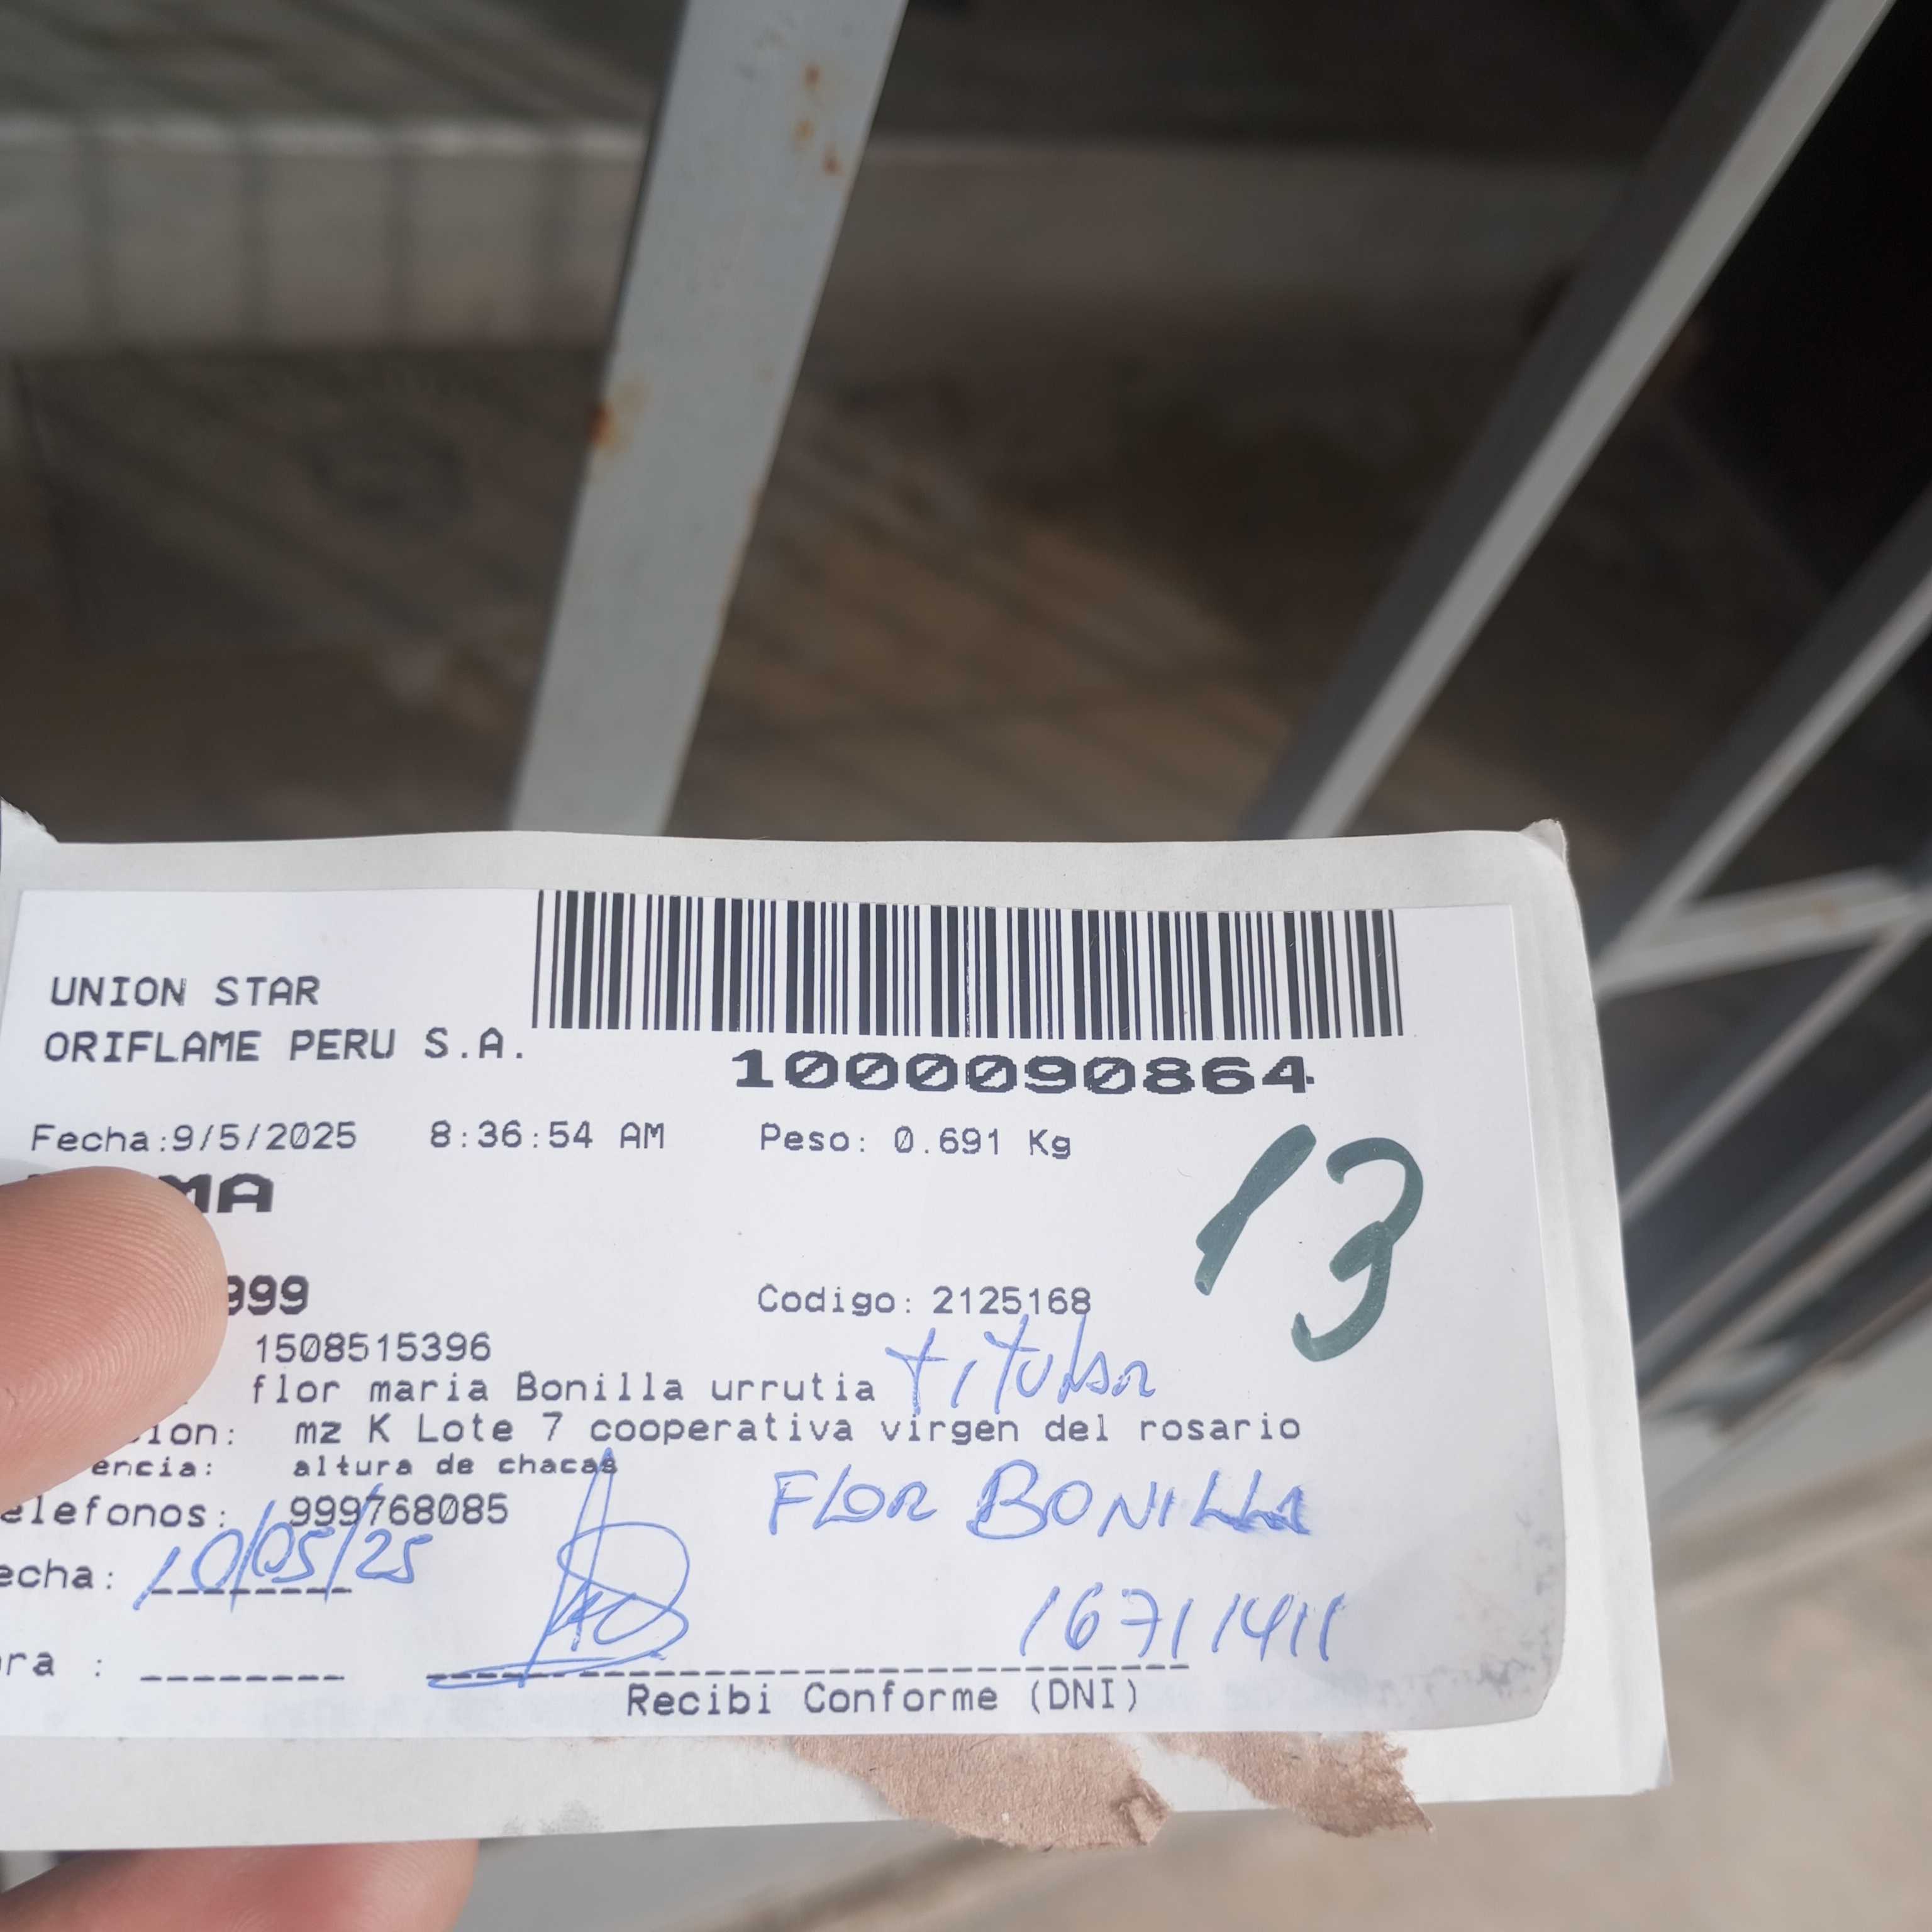 UNION STAR
ORIFLAME PERU S.A.
1000090864
Fecha:9/5/2025 8:36:54 AM Peso: 0.691 Kg
13
MA
999
Codigo: 2125168
1508515396
flor maria Bonilla urrutia titular
cion: mz K Lote 7 cooperativa virgen del rosario
encia: altura de chacas
elefonos: 999768085
FLOR BONILLA
echa: 10/05/25
16711411
ra :
Recibi Conforme (DNI)